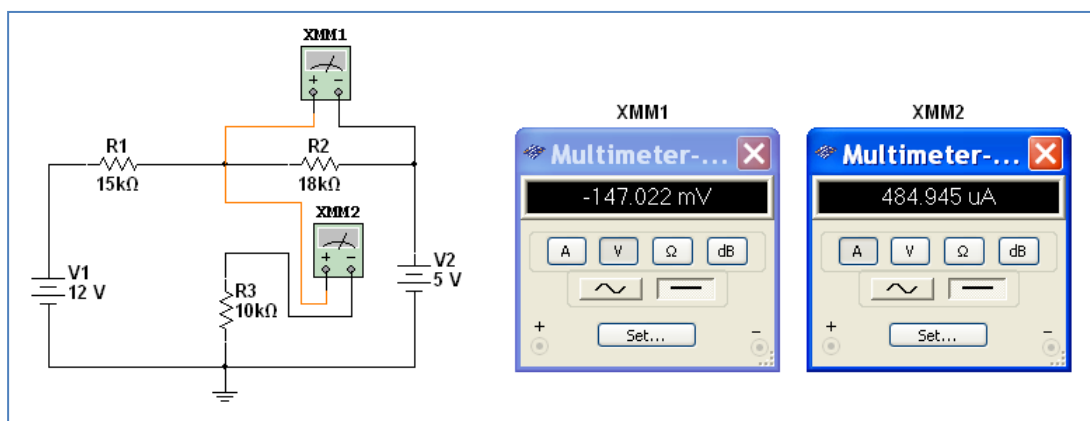 XMM1
+ −
R1
15kΩ
R2
18kΩ
XMM2
+ −
V1
12 V
R3
10kΩ
V2
5 V
XMM1
Multimeter-...
-147.022 mV
A V Ω dB
+ Set... −
XMM2
Multimeter-...
484.945 uA
A V Ω dB
+ Set... −